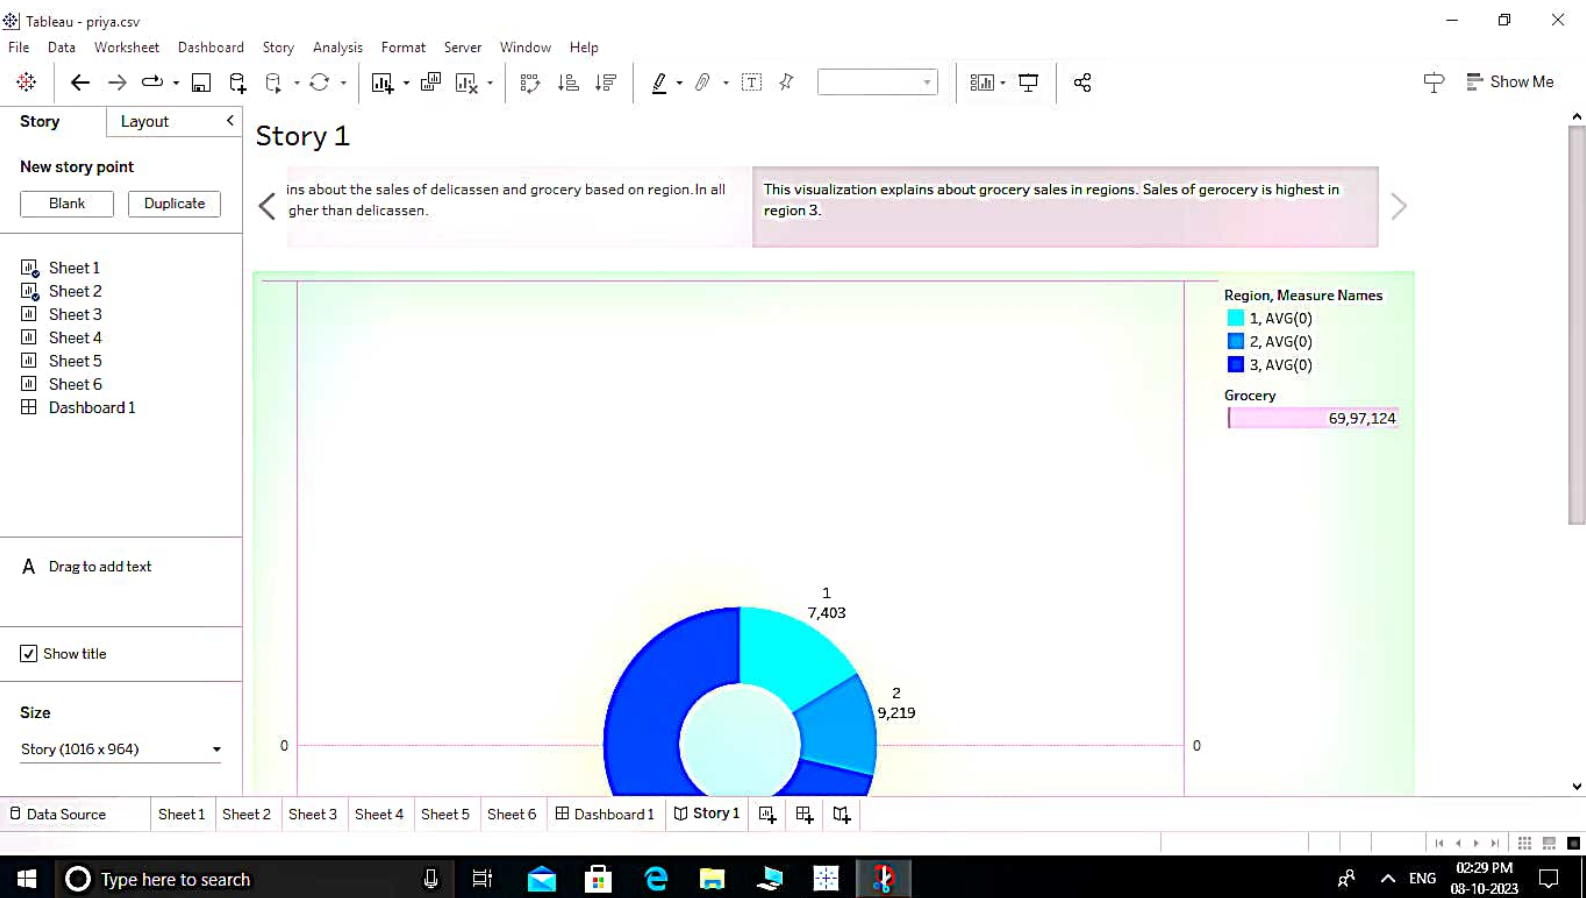 Tableau - priya.csv
File Data Worksheet Dashboard Story Analysis Format Server Window Help
Show Me
Story Layout
Story 1
New story point
Blank Duplicate
ins about the sales of delicassen and grocery based on region.In all
gher than delicassen.
This visualization explains about grocery sales in regions. Sales of gerocery is highest in
region 3.
Sheet 1
Sheet 2
Sheet 3
Sheet 4
Sheet 5
Sheet 6
Dashboard 1
Region, Measure Names
1, AVG(0)
2, AVG(0)
3, AVG(0)
Grocery
69,97,124
A Drag to add text
1
7,403
2
9,219
Show title
Size
Story (1016 x 964)
0
0
Data Source Sheet 1 Sheet 2 Sheet 3 Sheet 4 Sheet 5 Sheet 6 Dashboard 1 Story 1
Type here to search
ENG
02:29 PM
08-10-2023